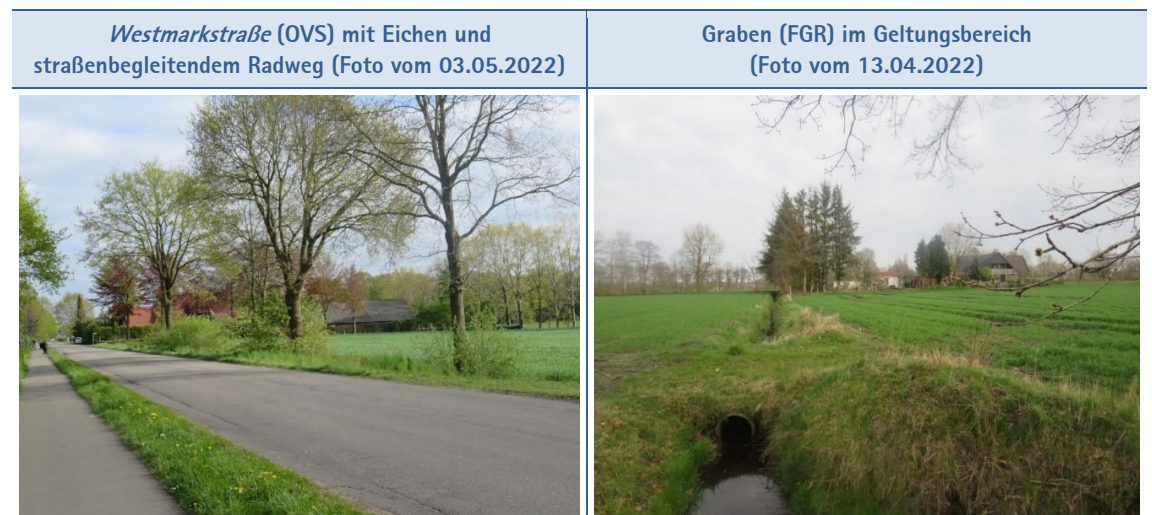 Westmarkstraße (OVS) mit Eichen und
straßenbegleitendem Radweg (Foto vom 03.05.2022)
Graben (FGR) im Geltungsbereich
(Foto vom 13.04.2022)